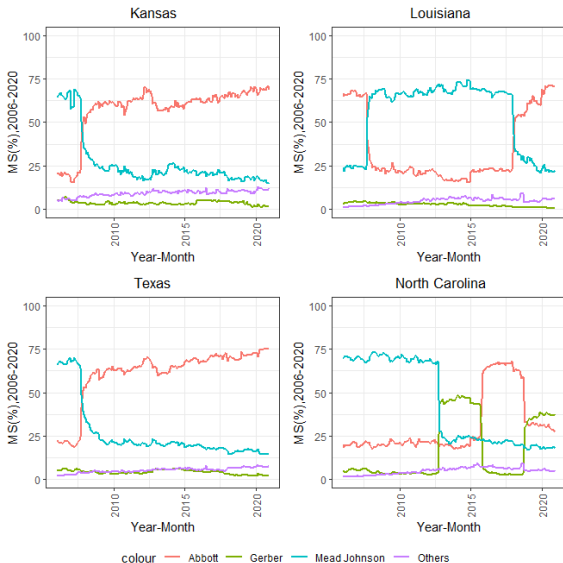 Kansas
MS(%),2006-2020
100
75
50
25
0
2010
2015
2020
Year-Month
Louisiana
MS(%),2006-2020
100
75
50
25
0
2010
2015
2020
Year-Month
Texas
MS(%),2006-2020
100
75
50
25
0
2010
2015
2020
Year-Month
North Carolina
MS(%),2006-2020
100
75
50
25
0
2010
2015
2020
Year-Month
colour Abbott Gerber Mead Johnson Others